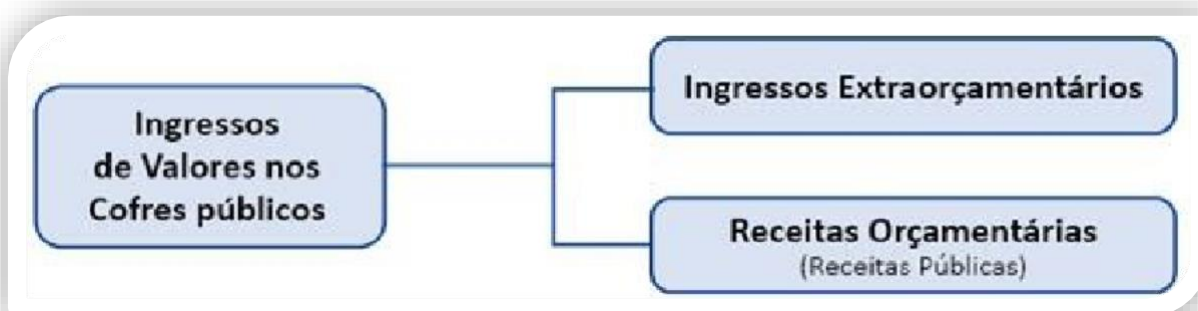 Ingressos
de Valores nos
Cofres públicos
Ingressos Extraorçamentários
Receitas Orçamentárias
(Receitas Públicas)